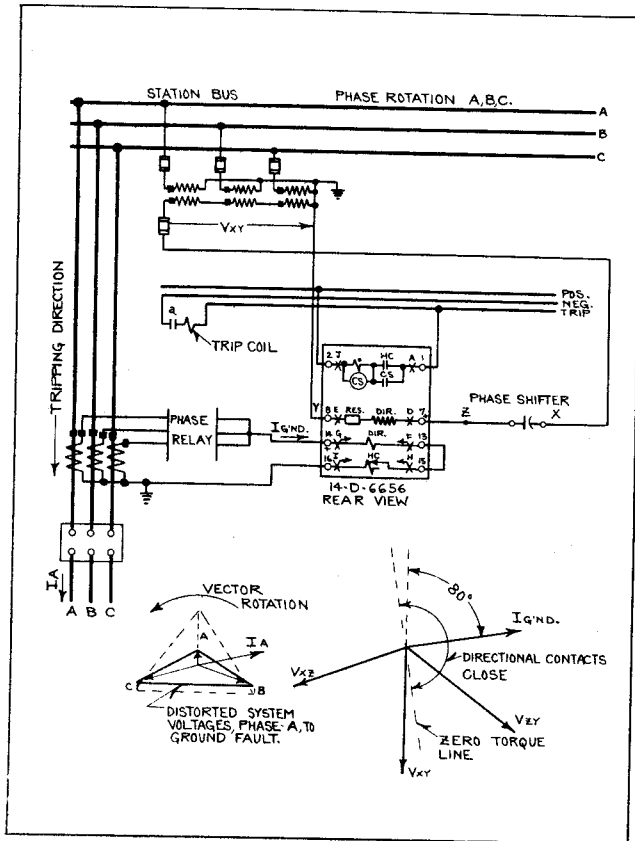 STATION BUS
PHASE ROTATION A,B,C.
A
B
C
VXY
TRIPPING DIRECTION
POS.
NEG.
TRIP
a
TRIP COIL
2 J
HC
A 1
CS
CS
PHASE SHIFTER
Y
8 E
RES.
DIR.
D 7
Z
X
PHASE
RELAY
IG'ND.
14 G
DIR.
F 13
16 I
HC
H 15
14-D-6656
REAR VIEW
IA
A B C
VECTOR
ROTATION
80°
A
IA
IG'ND.
DIRECTIONAL CONTACTS
CLOSE
VXZ
C
B
DISTORTED SYSTEM
VOLTAGES, PHASE-A, TO
GROUND FAULT.
VZY
ZERO TORQUE
LINE
VXY